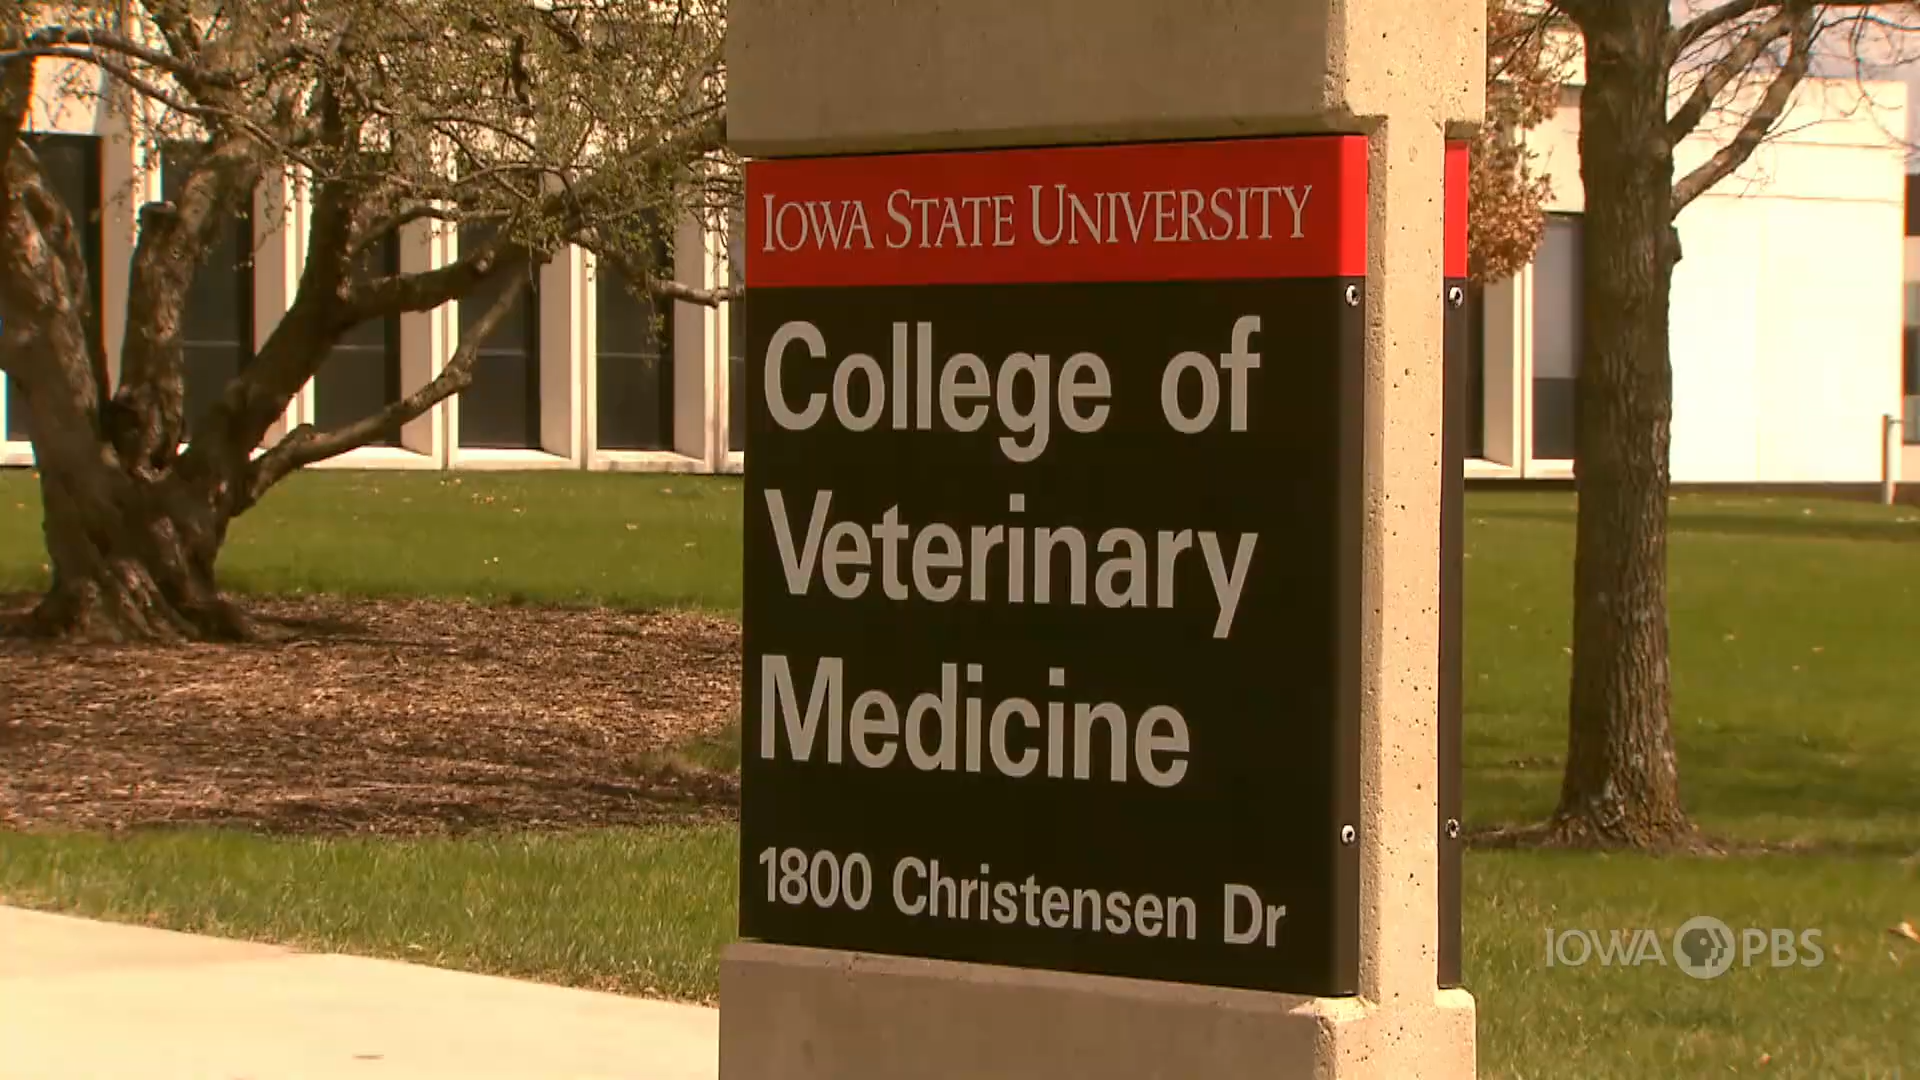 IOWA STATE UNIVERSITY
College of
Veterinary
Medicine
1800 Christensen Dr
IOWA PBS